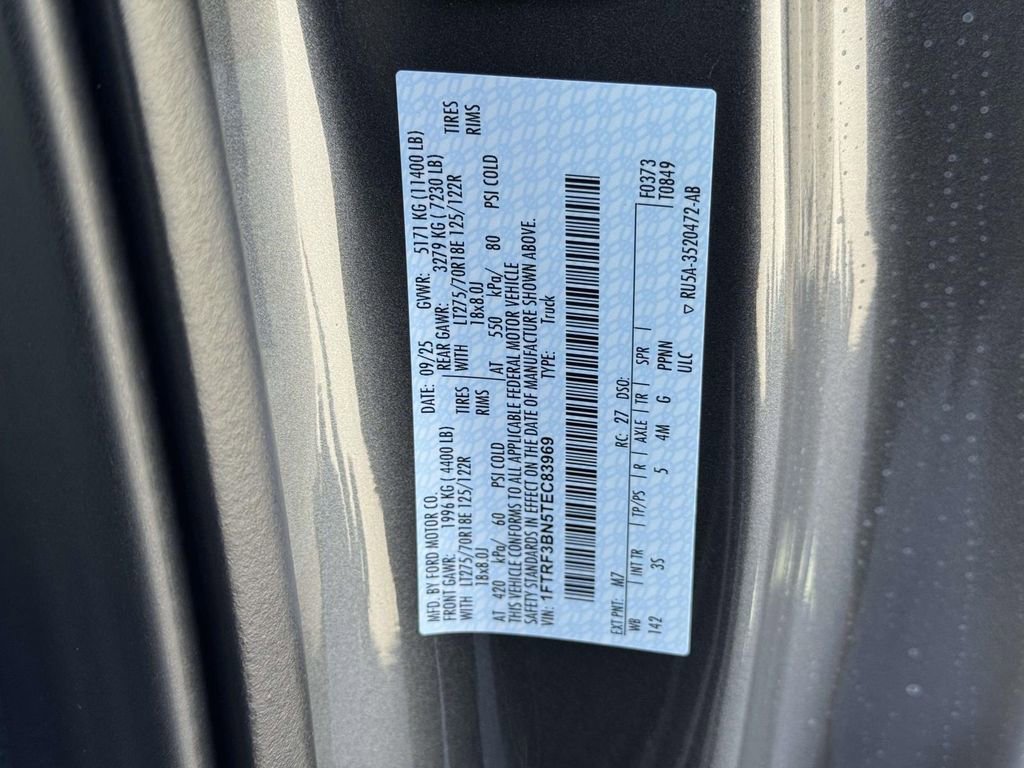 MFD. BY FORD MOTOR CO.
DATE: 09/25 GVWR: 5171 KG (11400 LB)
FRONT GAWR: 1996 KG ( 4400 LB) REAR GAWR: 3279 KG ( 7230 LB)
WITH LT275/70R18E 125/122R TIRES WITH LT275/70R18E 125/122R TIRES
18x8.0J RIMS 18x8.0J RIMS
AT 420 kPa/ 60 PSI COLD AT 550 kPa/ 80 PSI COLD
THIS VEHICLE CONFORMS TO ALL APPLICABLE FEDERAL MOTOR VEHICLE
SAFETY STANDARDS IN EFFECT ON THE DATE OF MANUFACTURE SHOWN ABOVE.
VIN: 1FTRF3BN5TEC83969 TYPE: Truck
EXT PNT: M7 RC: 27 DSO: F0373
WB INT TR TP/PS R AXLE TR SPR T0849
142 3S 5 4M G PPNN
ULC
▽ RU5A-3520472-AB